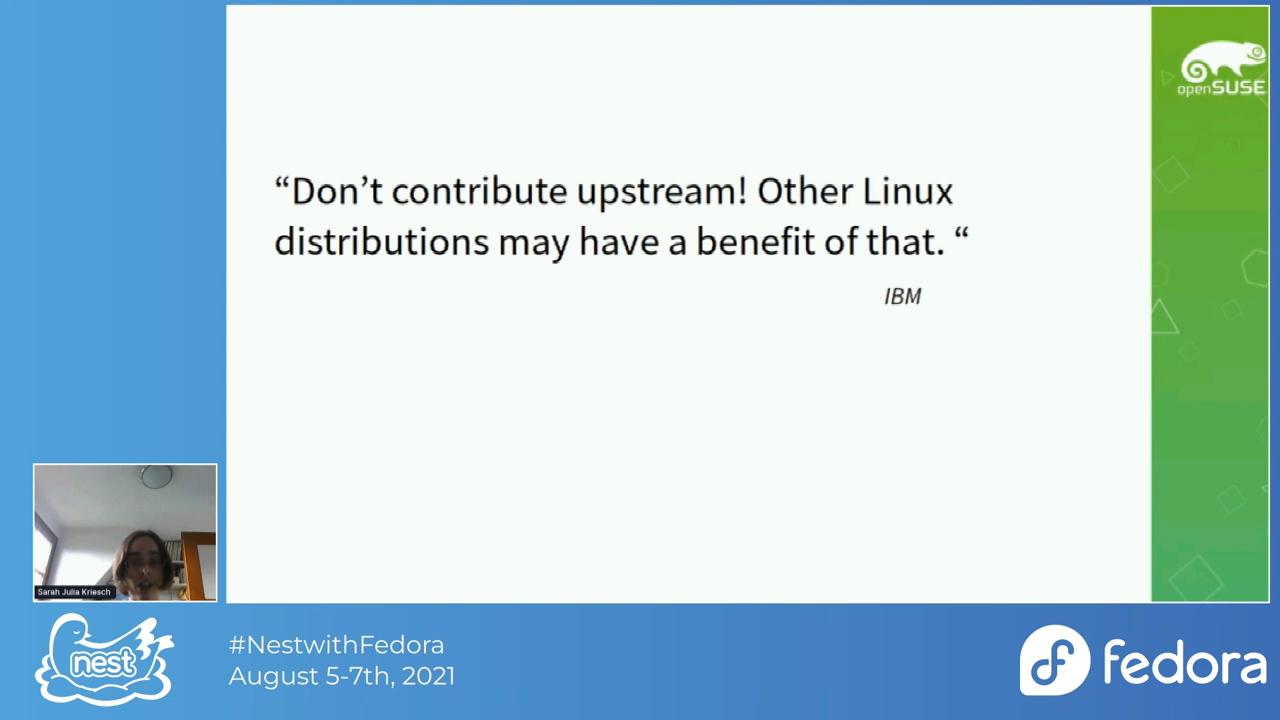 openSUSE
“Don’t contribute upstream! Other Linux
distributions may have a benefit of that. “
IBM
Sarah Julia Kriesch
nest
#NestwithFedora
August 5-7th, 2021
fedora